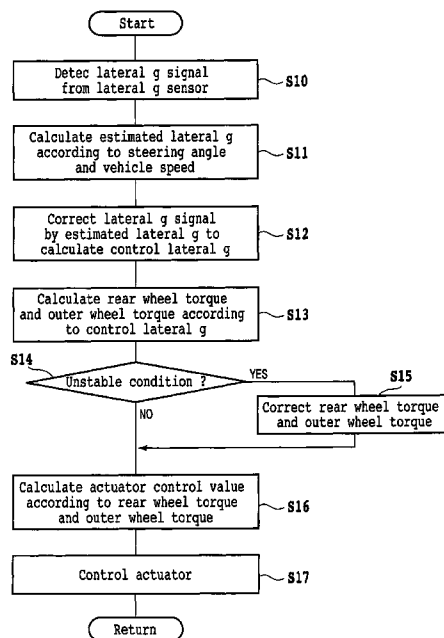 Start
Detec lateral g signal
from lateral g sensor
S10
Calculate estimated lateral g
according to steering angle
and vehicle speed
S11
Correct lateral g signal
by estimated lateral g to
calculate control lateral g
S12
Calculate rear wheel torque
and outer wheel torque according
to control lateral g
S13
S14
Unstable condition ?
YES
NO
S15
Correct rear wheel torque
and outer wheel torque
Calculate actuator control value
according to rear wheel torque
and outer wheel torque
S16
Control actuator
S17
Return